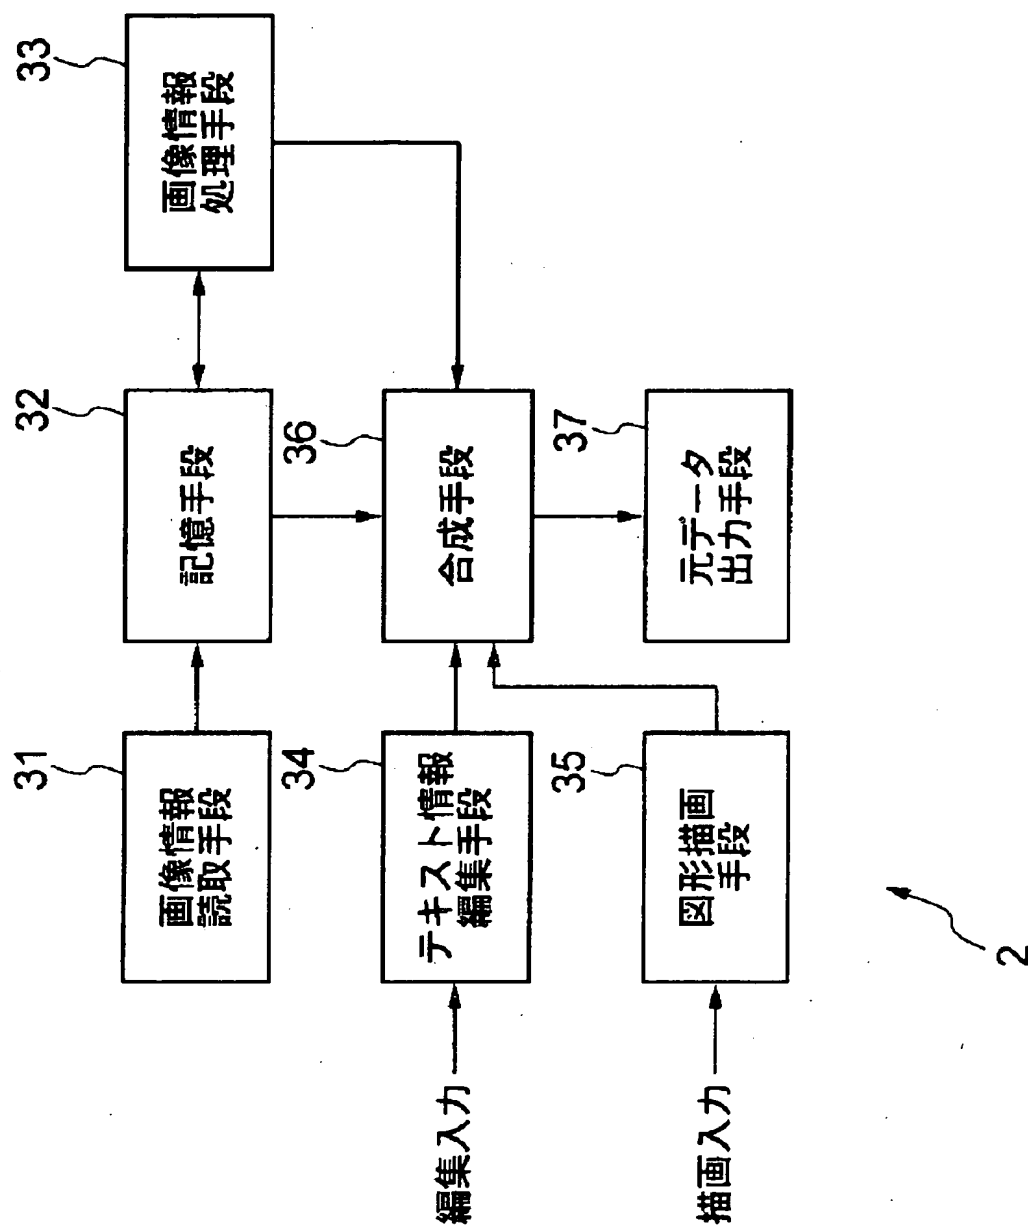 31
画像情報
読取手段
32
記憶手段
33
画像情報
処理手段
編集入力
34
テキスト情報
編集手段
36
合成手段
描画入力
35
図形描画
手段
37
元データ
出力手段
2